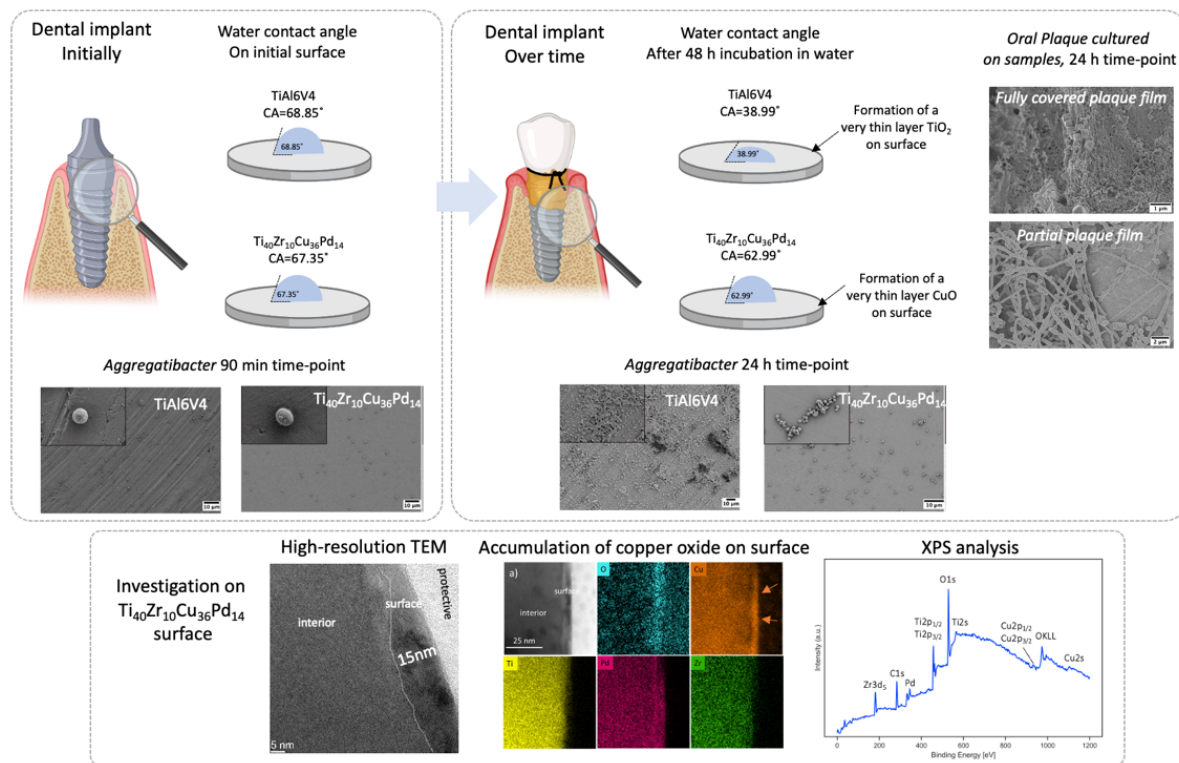 Dental implant
Initially
Water contact angle
On initial surface
TiAl6V4
CA=68.85°
68.85°
Ti₄₀Zr₁₀Cu₃₆Pd₁₄
CA=67.35°
67.35°
Aggregatibacter 90 min time-point
TiAl6V4
10 μm
Ti₄₀Zr₁₀Cu₃₆Pd₁₄
10 μm
Dental implant
Over time
Water contact angle
After 48 h incubation in water
TiAl6V4
CA=38.99°
38.99°
Formation of a
very thin layer TiO₂
on surface
Ti₄₀Zr₁₀Cu₃₆Pd₁₄
CA=62.99°
62.99°
Formation of a
very thin layer CuO
on surface
Oral Plaque cultured
on samples, 24 h time-point
Fully covered plaque film
1 μm
Partial plaque film
2 μm
Aggregatibacter 24 h time-point
TiAl6V4
10 μm
Ti₄₀Zr₁₀Cu₃₆Pd₁₄
10 μm
Investigation on
Ti₄₀Zr₁₀Cu₃₆Pd₁₄
surface
High-resolution TEM
interior
surface
protective
15nm
5 nm
Accumulation of copper oxide on surface
a)
surface
interior
25 nm
O
Cu
Ti
Pd
Zr
XPS analysis
Intensity (a.u.)
Zr3d₅
C1s
Pd
Ti2p₁/₂
Ti2p₃/₂
O1s
Ti2s
Cu2p₁/₂
Cu2p₃/₂
OKLL
Cu2s
0 200 400 600 800 1000 1200
Binding Energy [eV]